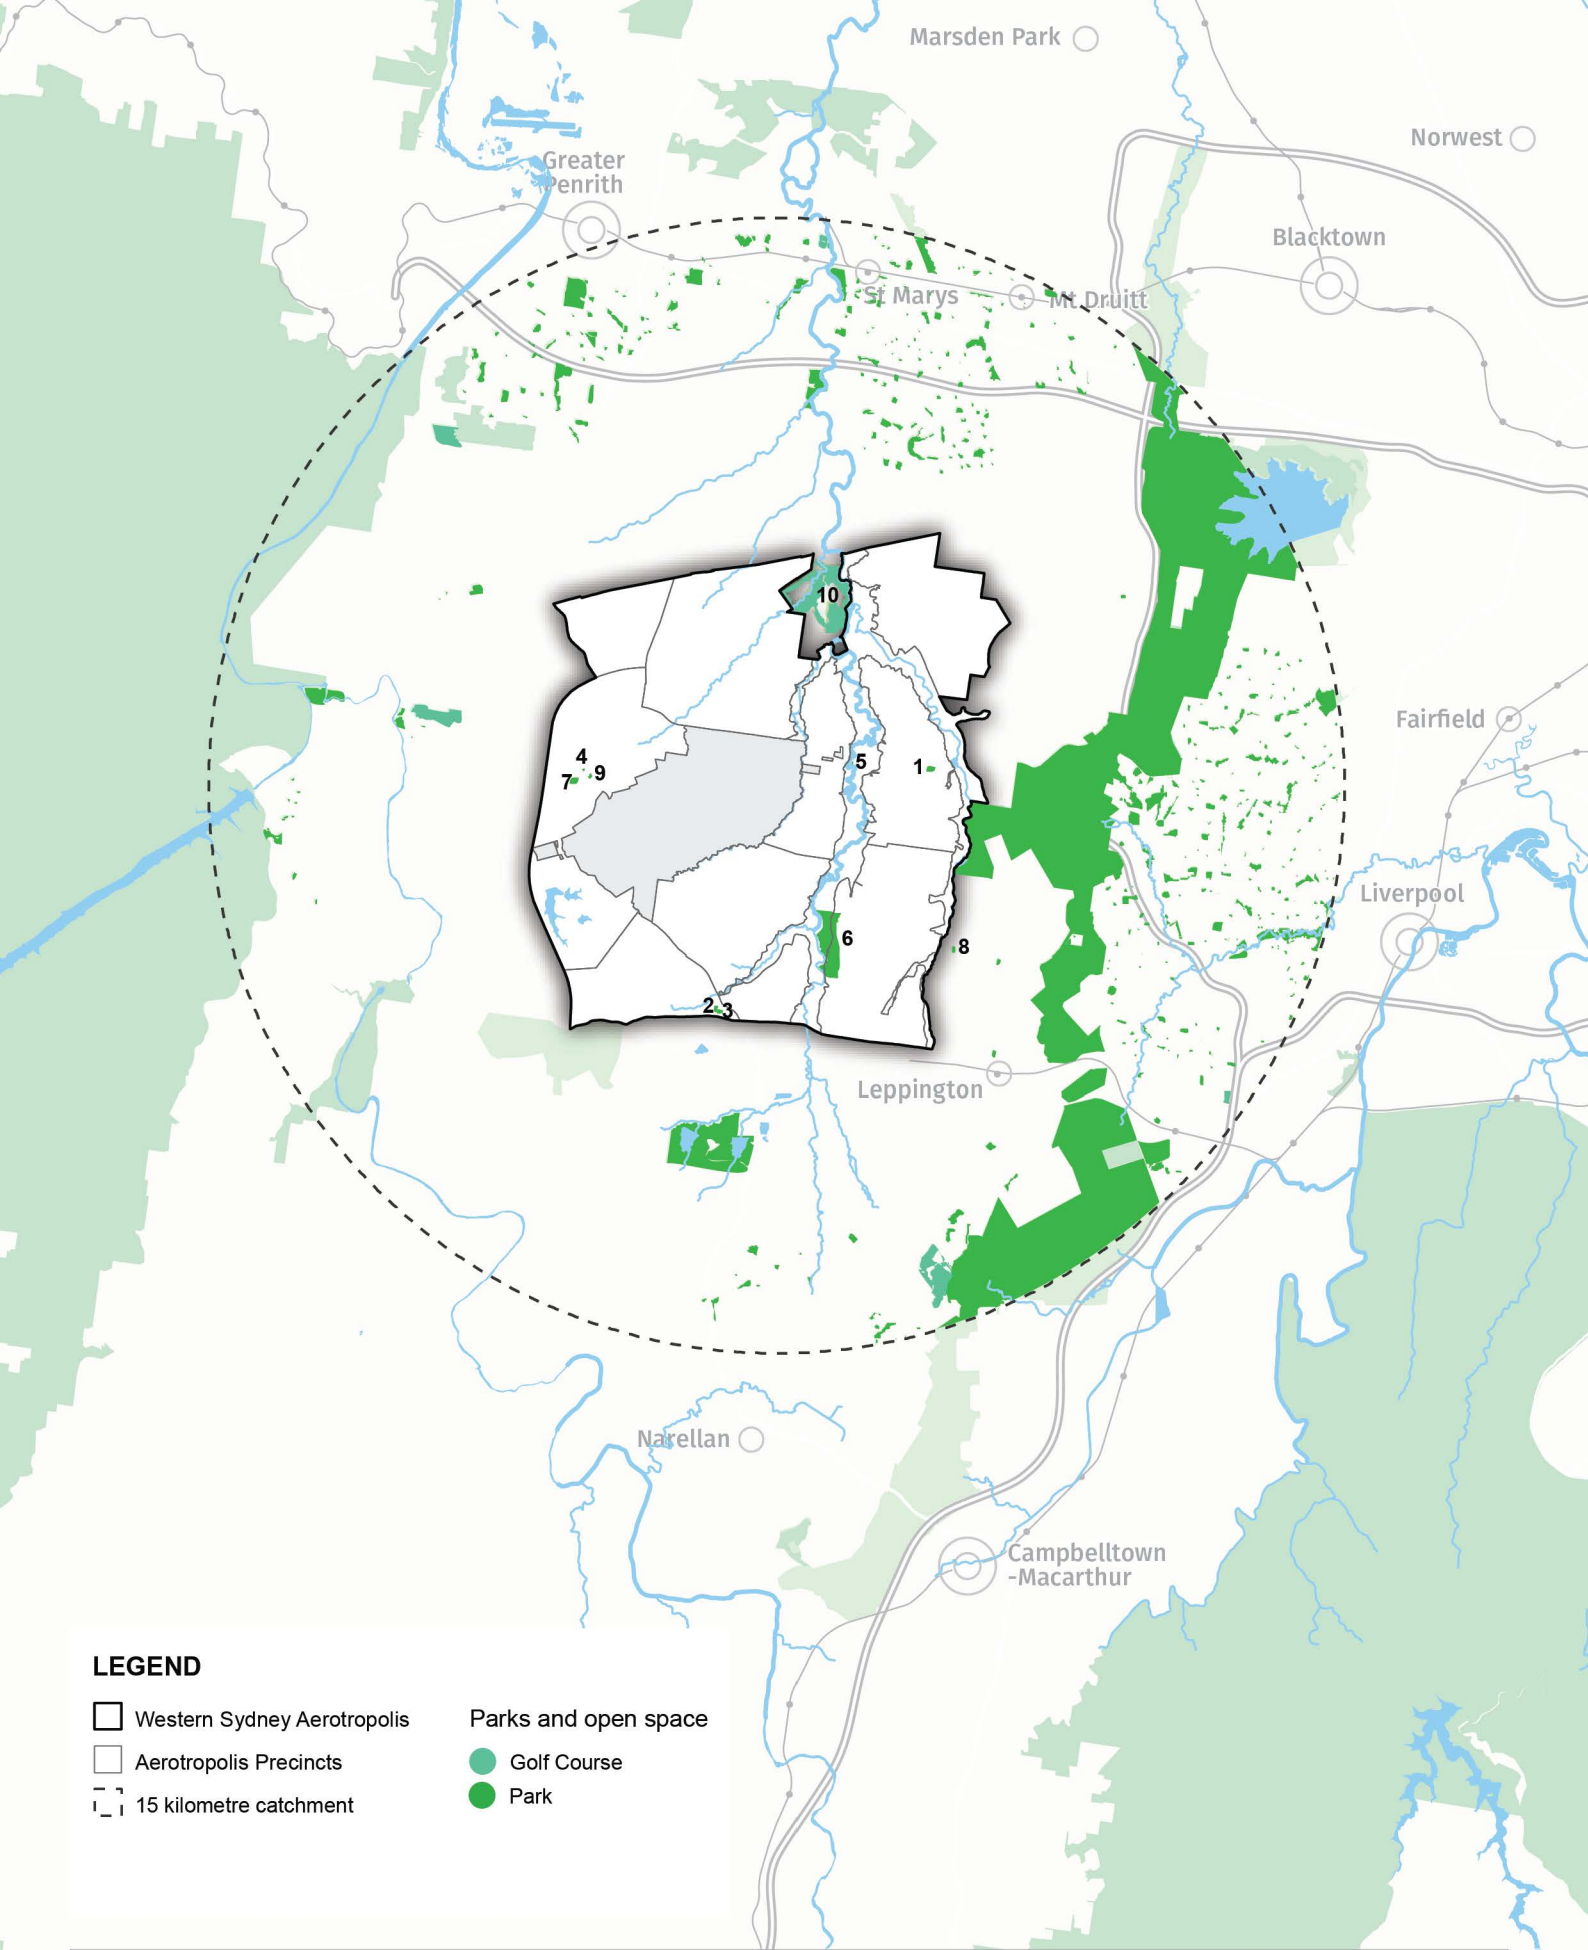 Marsden Park
Norwest
Greater
Penrith
Blacktown
St Marys
Mt Druitt
10
Fairfield
4
7
9
5
1
Liverpool
6
8
2
3
Leppington
Narellan
Campbelltown
-Macarthur
LEGEND
Western Sydney Aerotropolis
Aerotropolis Precincts
15 kilometre catchment
Parks and open space
Golf Course
Park